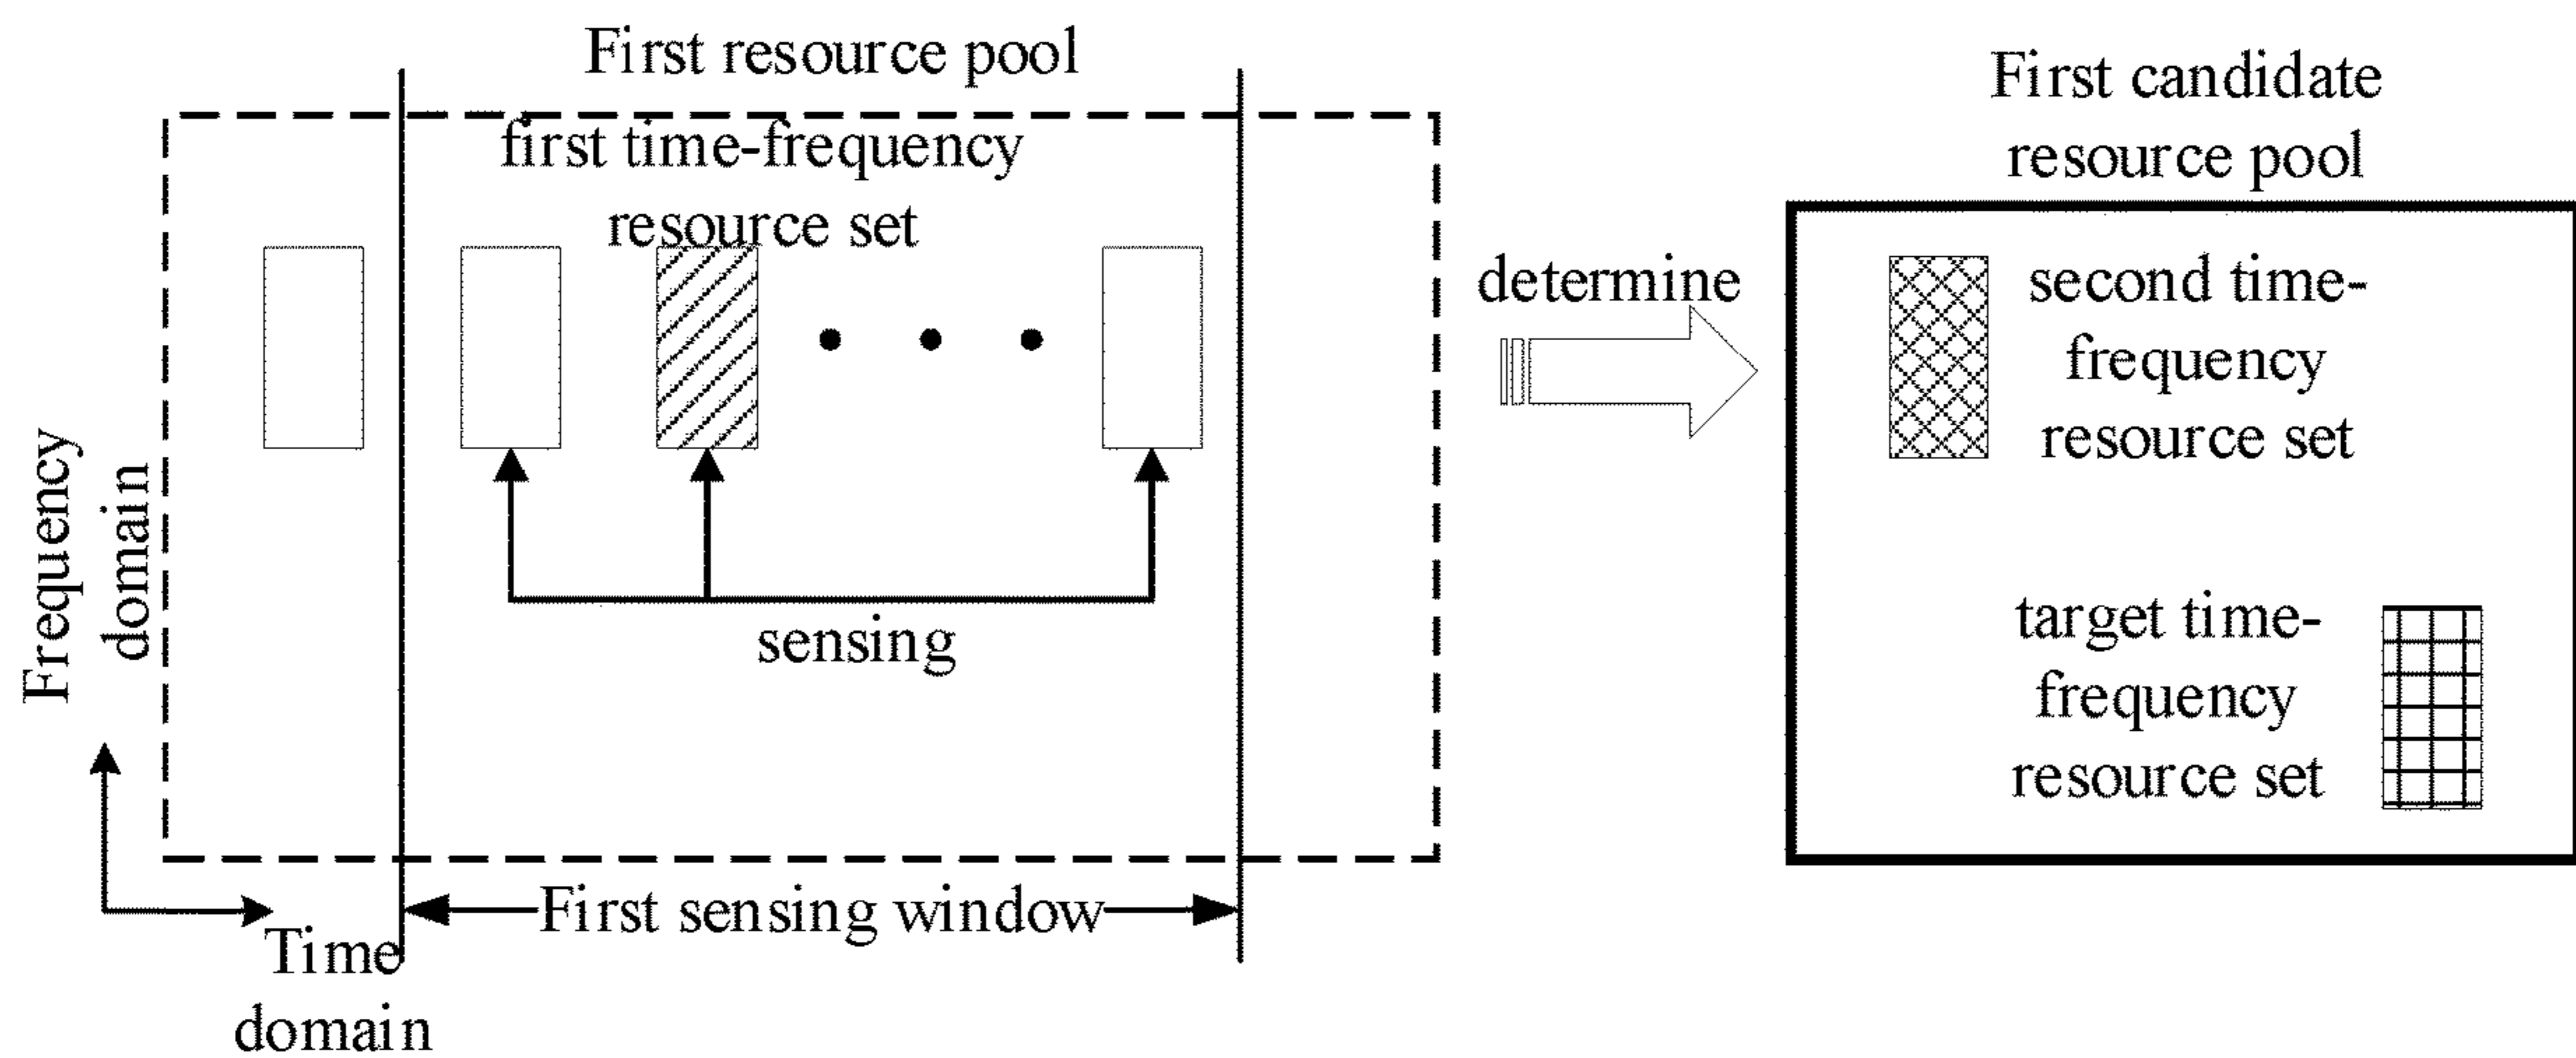 First resource pool
first time-frequency
resource set
sensing
Frequency
domain
Time
domain
First sensing window
determine
First candidate
resource pool
second time-
frequency
resource set
target time-
frequency
resource set